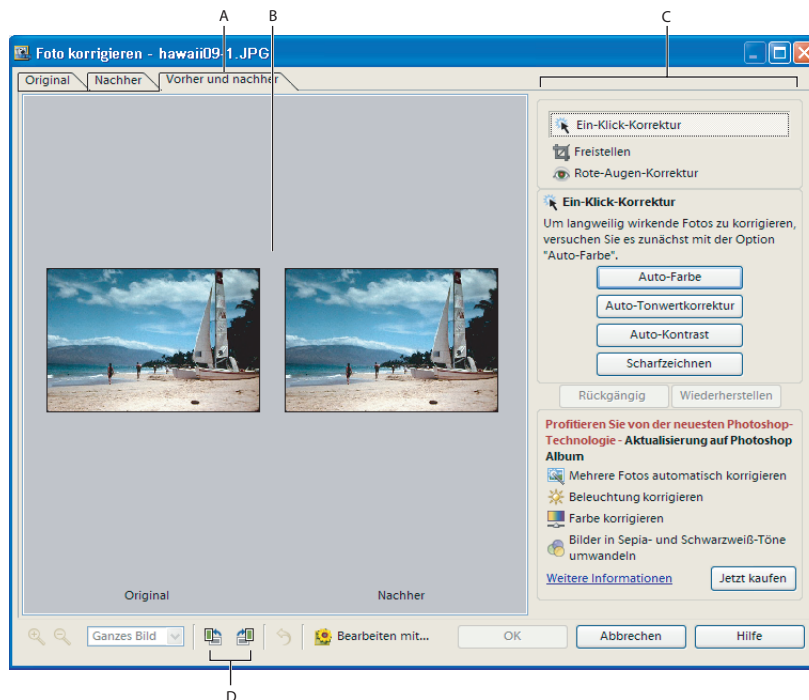 A B C
Foto korrigieren - hawaii09-1.JPG
Original Nachher Vorher und nachher
Ein-Klick-Korrektur
Freistellen
Rote-Augen-Korrektur
Ein-Klick-Korrektur
Um langweilig wirkende Fotos zu korrigieren,
versuchen Sie es zunächst mit der Option
"Auto-Farbe".
Auto-Farbe
Auto-Tonwertkorrektur
Auto-Kontrast
Scharfzeichnen
Rückgängig Wiederherstellen
Profitieren Sie von der neuesten Photoshop-
Technologie - Aktualisierung auf Photoshop
Album
Mehrere Fotos automatisch korrigieren
Beleuchtung korrigieren
Farbe korrigieren
Bilder in Sepia- und Schwarzweiß-Töne
umwandeln
Weitere Informationen Jetzt kaufen
Original Nachher
Ganzes Bild Bearbeiten mit... OK Abbrechen Hilfe
D